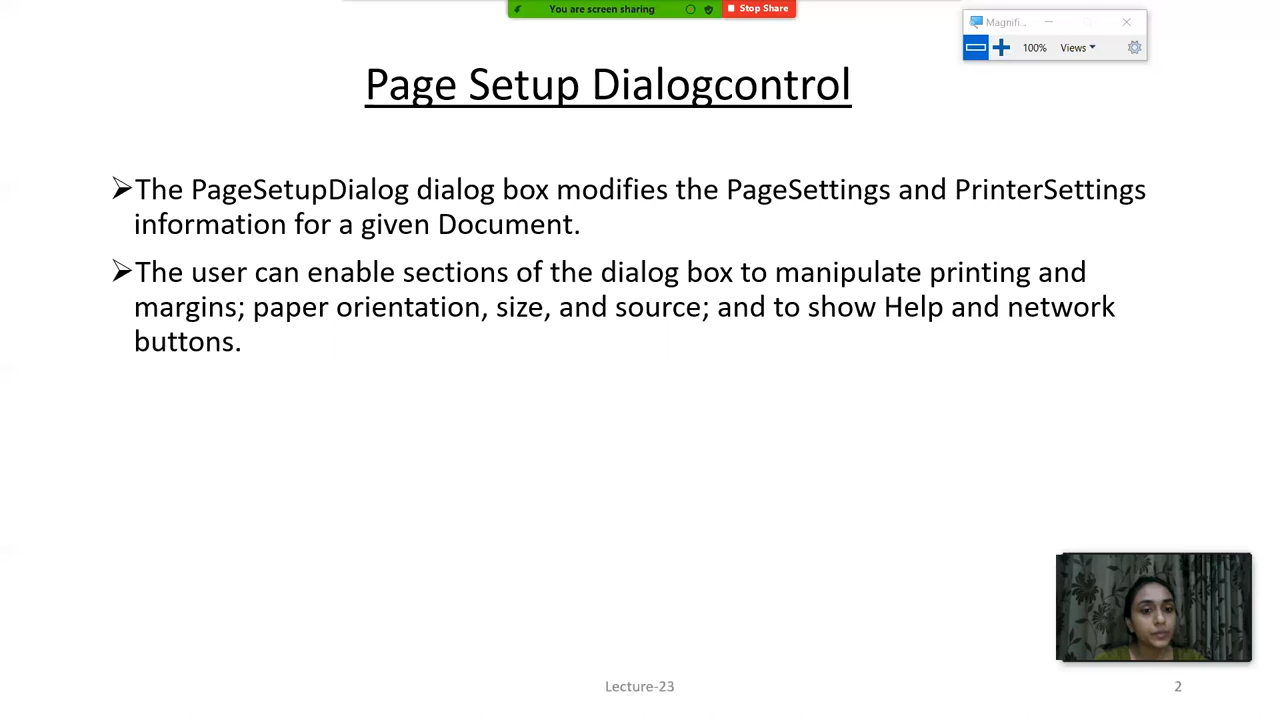 You are screen sharing
Stop Share
Magnifi...
100%
Views
Page Setup Dialogcontrol
➢The PageSetupDialog dialog box modifies the PageSettings and PrinterSettings
information for a given Document.
➢The user can enable sections of the dialog box to manipulate printing and
margins; paper orientation, size, and source; and to show Help and network
buttons.
Lecture-23
2